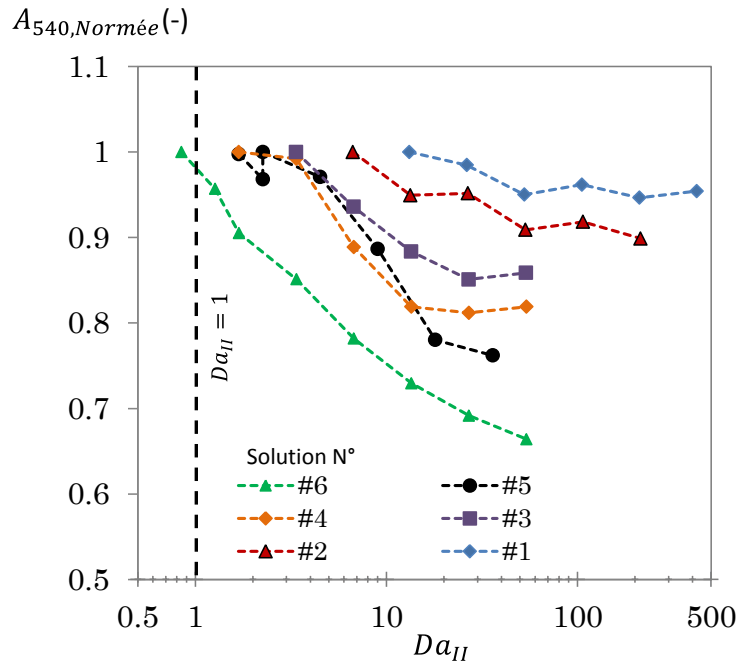 A540,Normée(-)
1.1
1
0.9
0.8
0.7
0.6
0.5
DaII = 1
Solution N°
#6 #5
#4 #3
#2 #1
0.5 1 10 100 500
DaII